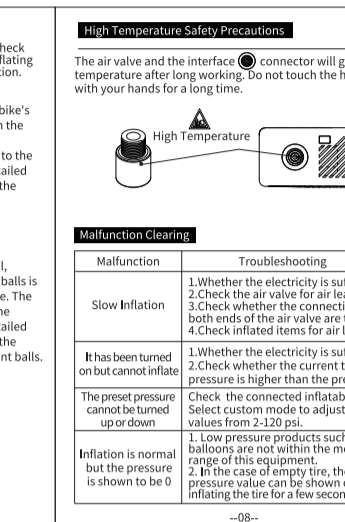 heck
flating
tion.
bike's
n the
to the
tailed
the
l,
balls is
e. The
he
tailed
the
nt balls.
High Temperature Safety Precautions
The air valve and the interface connector will g
temperature after long working. Do not touch the h
with your hands for a long time.
High Temperature
Malfunction Clearing
Malfunction
Troubleshooting
Slow Inflation
1.Whether the electricity is suf
2.Check the air valve for air lea
3.Check whether the connecti
both ends of the air valve are t
4.Check inflated items for air l
It has been turned
on but cannot inflate
1.Whether the electricity is suf
2.Check whether the current t
pressure is higher than the pre
The preset pressure
cannot be turned
up or down
Check the connected inflatab
Select custom mode to adjust
values from 2-120 psi.
Inflation is normal
but the pressure
is shown to be 0
1. Low pressure products such
balloons are not within the me
range of this equipment.
2. In the case of empty tire, the
pressure value can be shown o
inflating the tire for a few secon
--08--